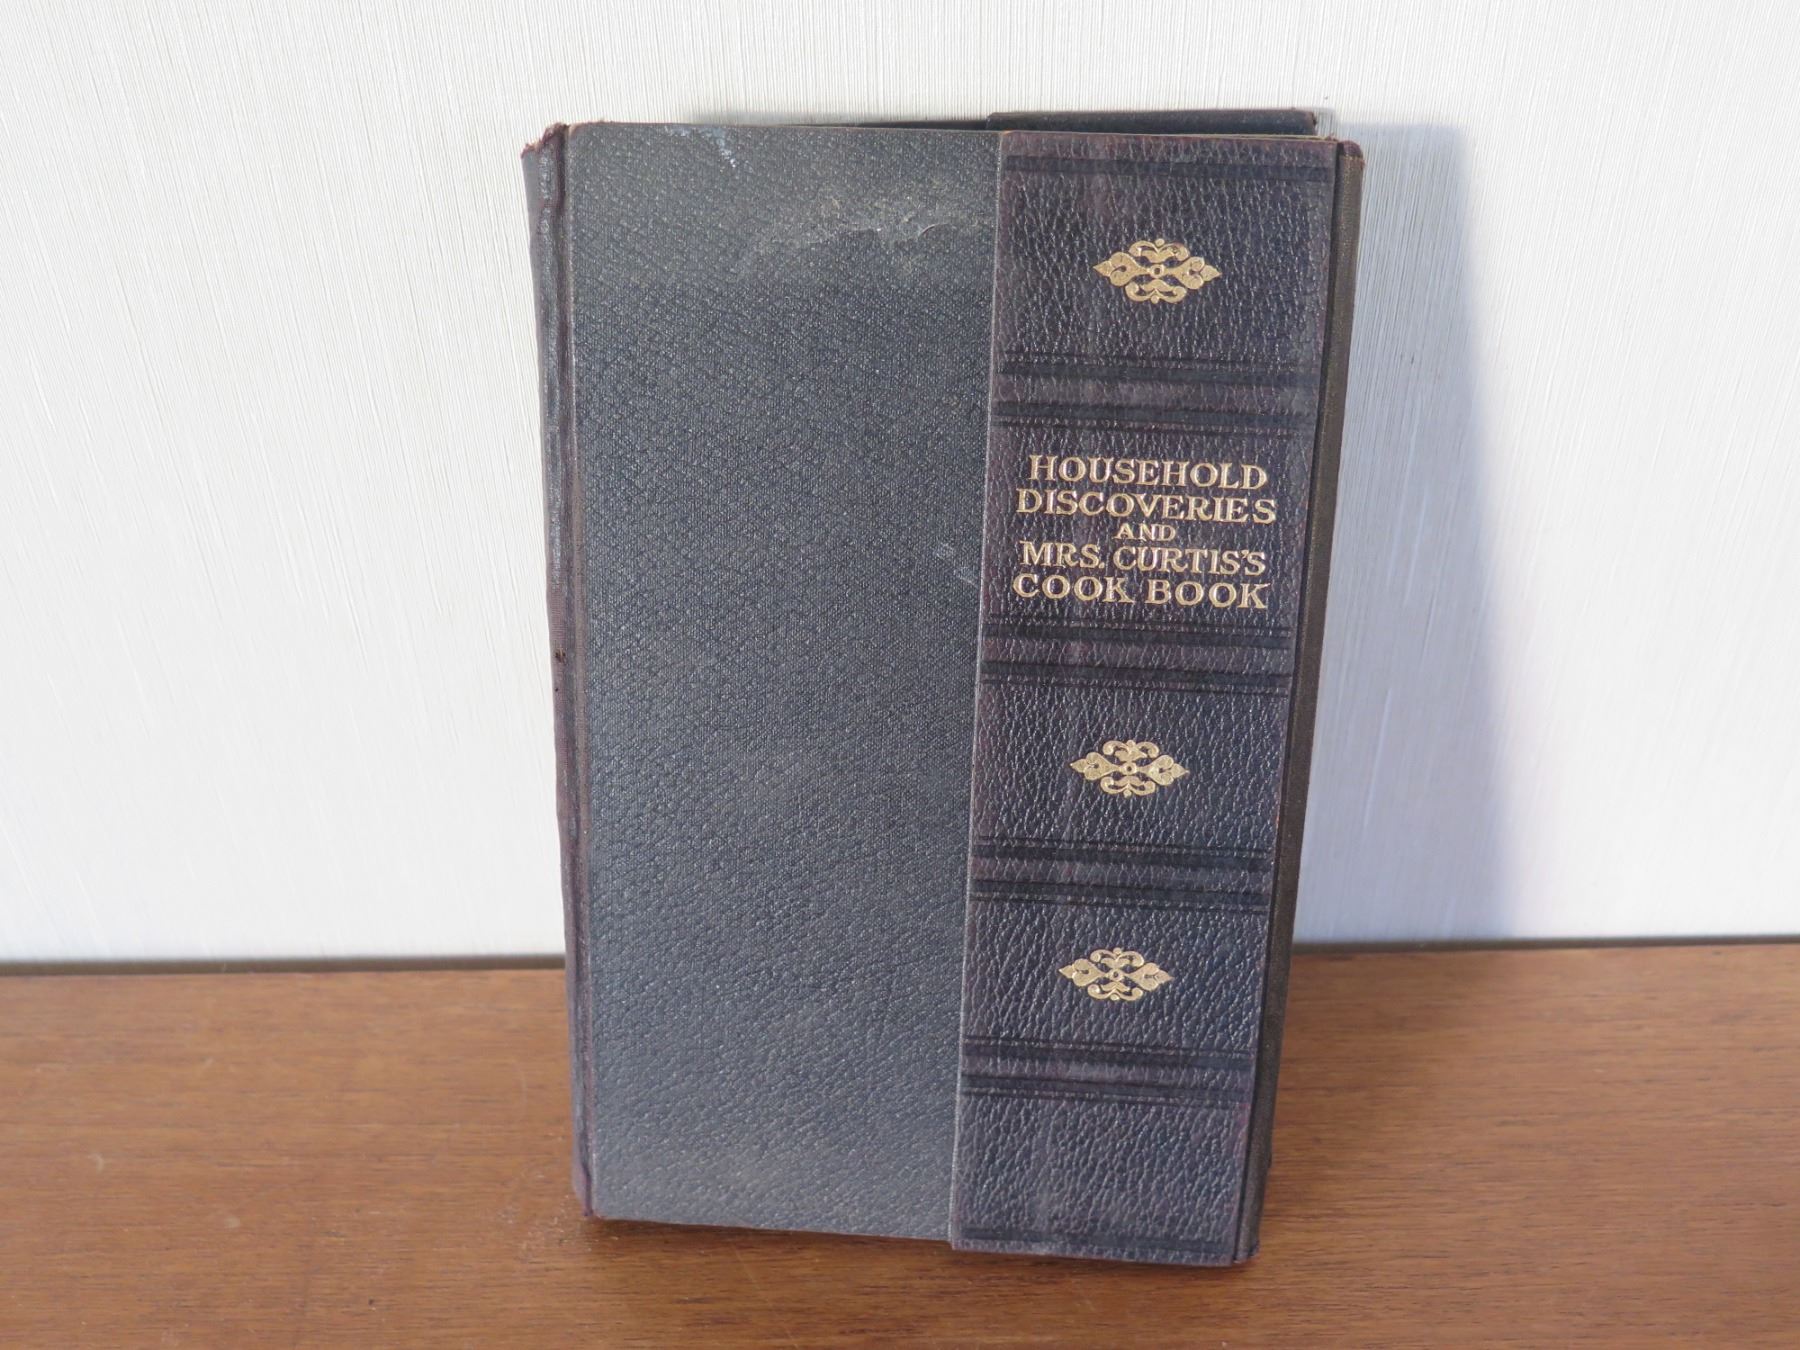 HOUSEHOLD
DISCOVERIES
AND
MRS. CURTIS'S
COOK BOOK